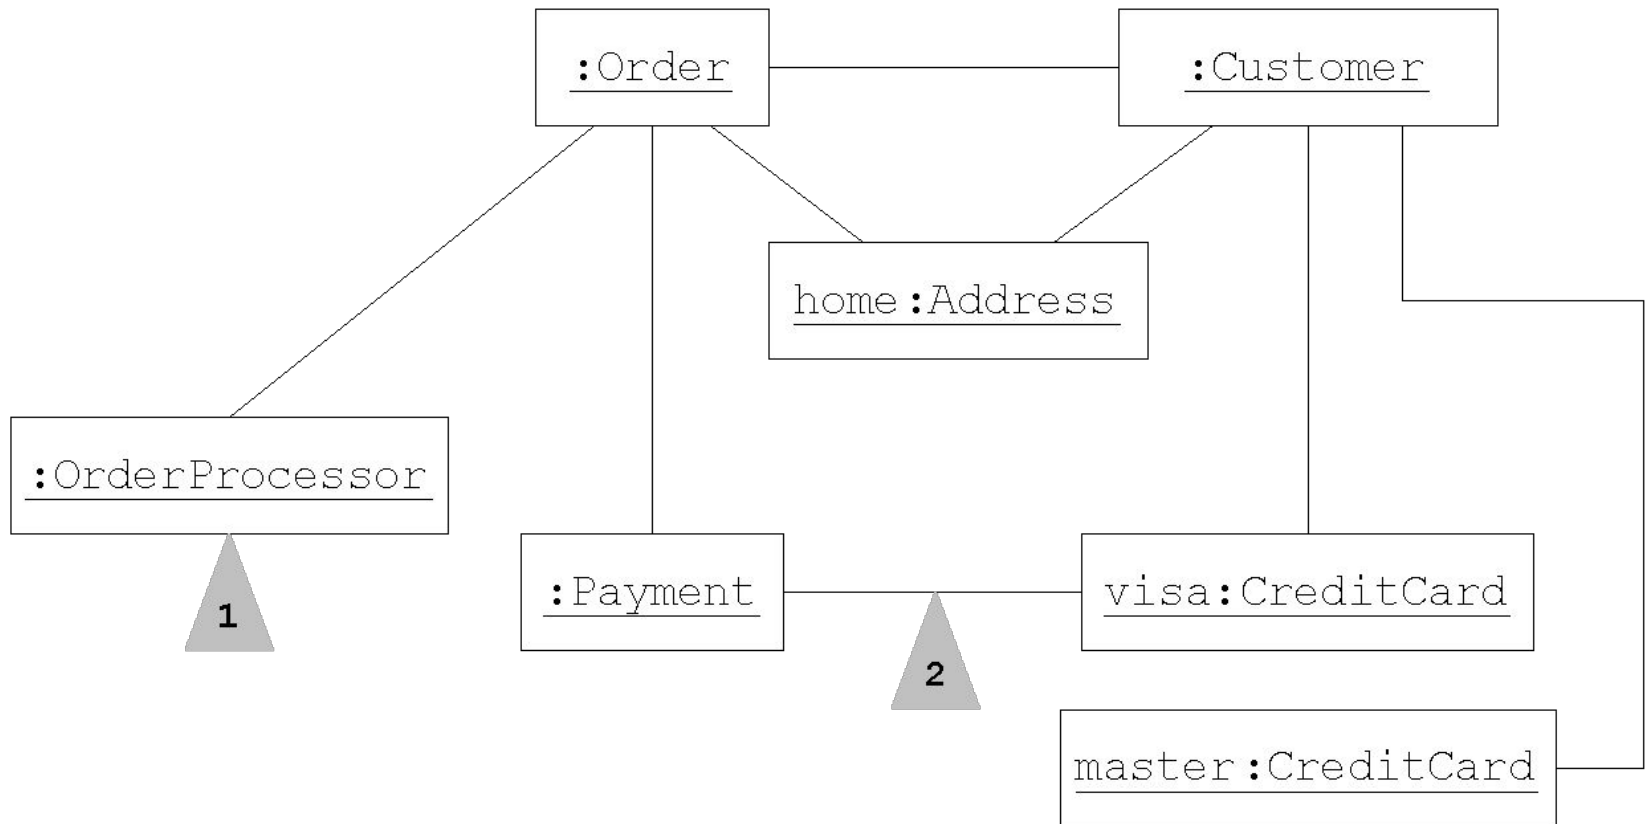 :Order
:Customer
home:Address
:OrderProcessor
1
:Payment
visa:CreditCard
2
master:CreditCard